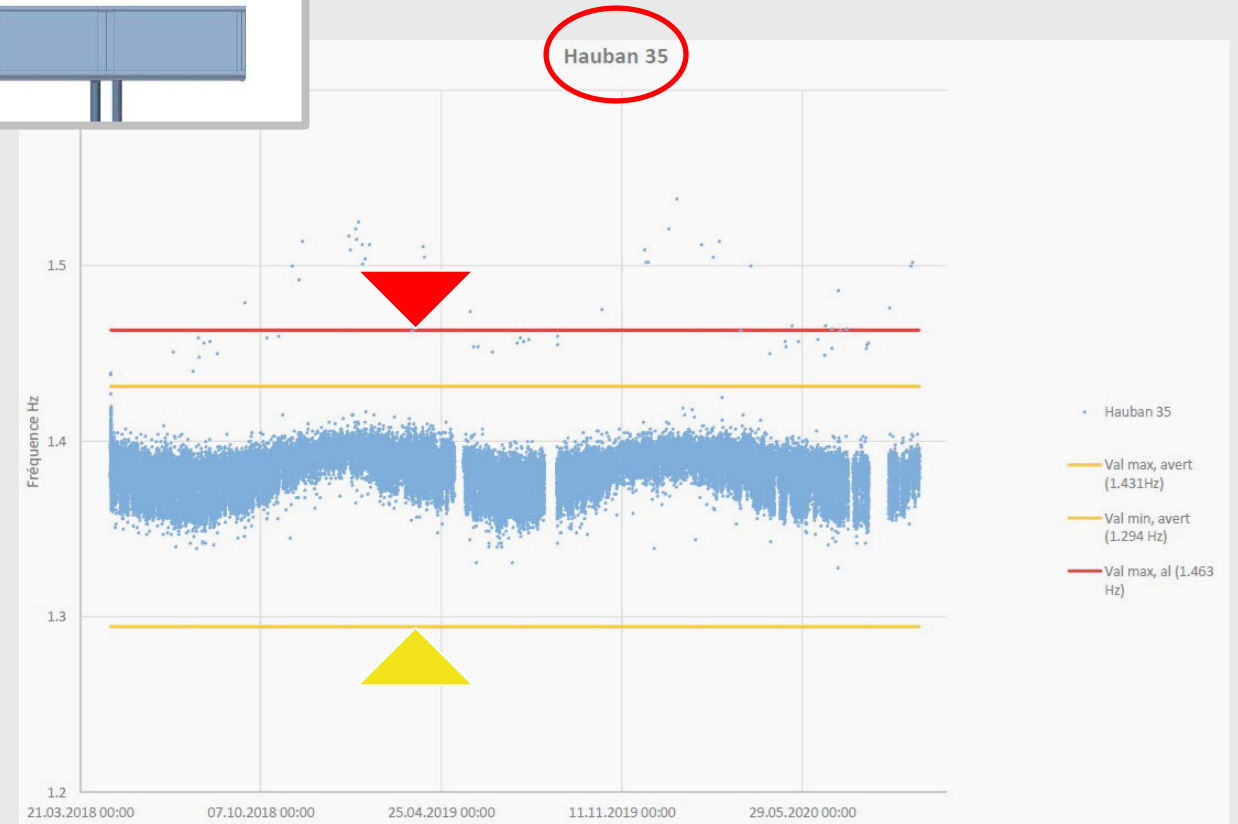 Hauban 35
Fréquence Hz
1.5
1.4
1.3
1.2
21.03.2018 00:00
07.10.2018 00:00
25.04.2019 00:00
11.11.2019 00:00
29.05.2020 00:00
Hauban 35
Val max, avert
(1.431Hz)
Val min, avert
(1.294 Hz)
Val max, al (1.463
Hz)